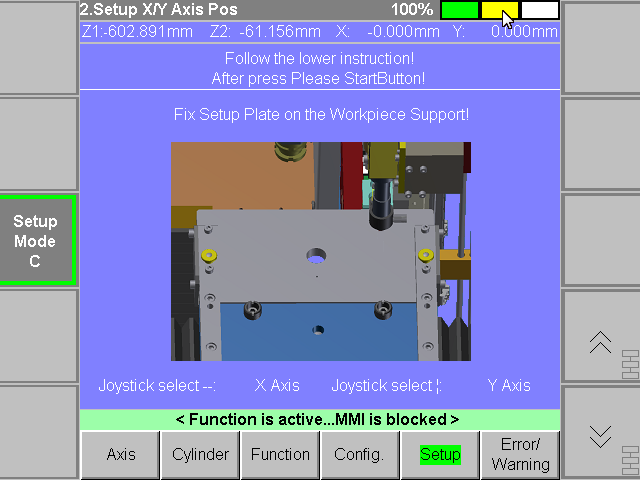 2.Setup X/Y Axis Pos 100%
Z1:-602.891mm Z2: -61.156mm X: -0.000mm Y: 0.000mm
Follow the lower instruction!
After press Please StartButton!
Fix Setup Plate on the Workpiece Support!
Setup
Mode
C
Joystick select --: X Axis Joystick select ¦: Y Axis
< Function is active...MMI is blocked >
Axis Cylinder Function Config. Setup Error/
Warning